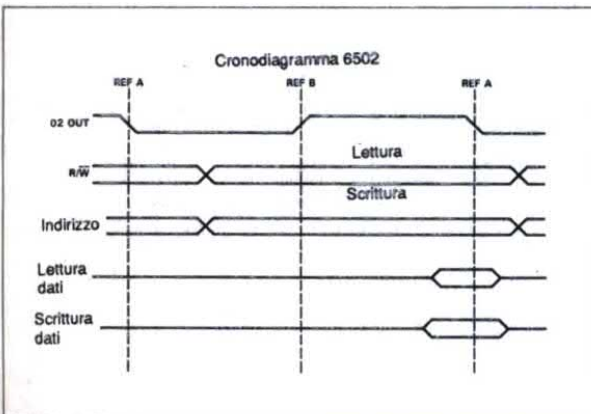 Cronodiagramma 6502
REF A REF B REF A
02 OUT
Lettura
R/W
Scrittura
Indirizzo
Lettura
dati
Scrittura
dati